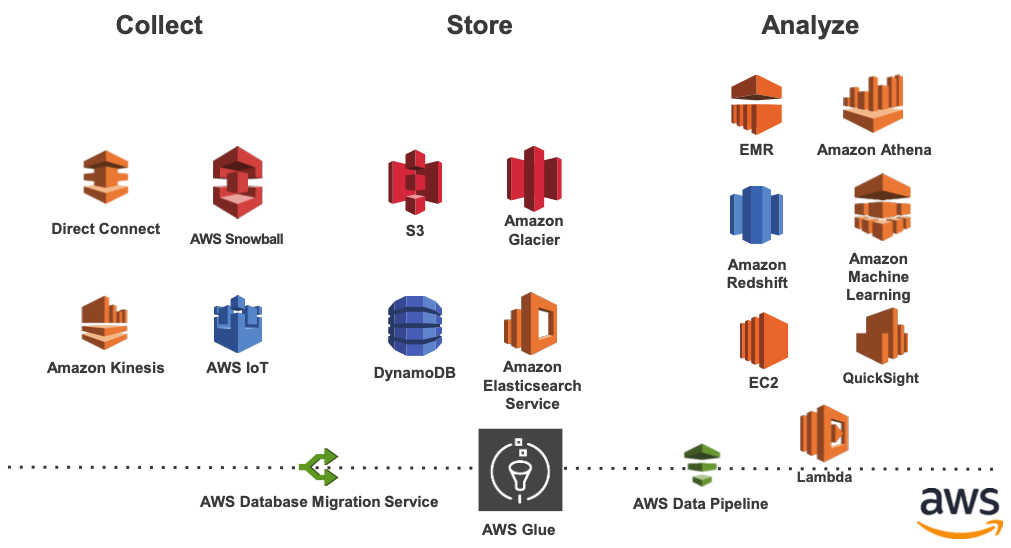 Collect
Store
Analyze
Direct Connect
AWS Snowball
S3
Amazon
Glacier
EMR
Amazon Athena
Amazon
Redshift
Amazon
Machine
Learning
Amazon Kinesis
AWS IoT
DynamoDB
Amazon
Elasticsearch
Service
EC2
QuickSight
Lambda
AWS Database Migration Service
AWS Glue
AWS Data Pipeline
aws